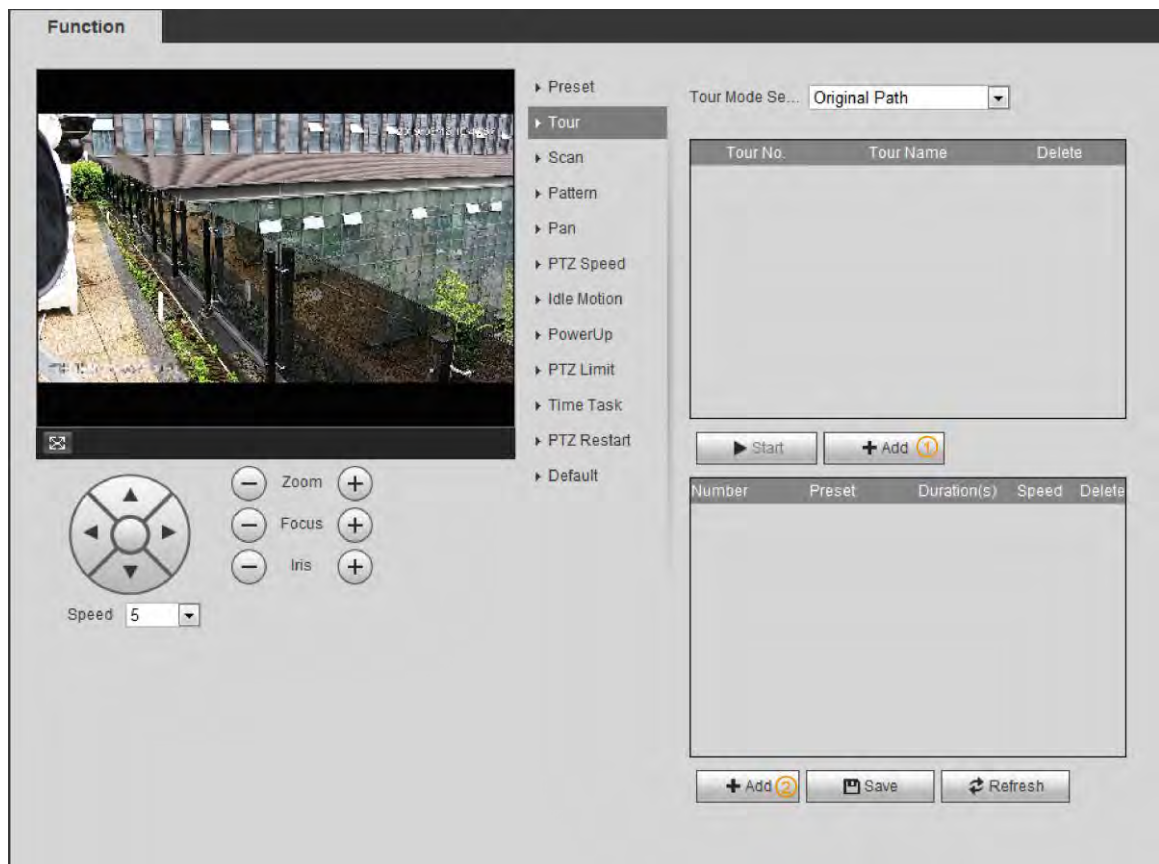 Function
Preset
Tour
Scan
Pattern
Pan
PTZ Speed
Idle Motion
PowerUp
PTZ Limit
Time Task
PTZ Restart
Default
Zoom
Focus
Iris
Speed 5
Tour Mode Se... Original Path
Tour No. Tour Name Delete
Start Add 1
Number Preset Duration(s) Speed Delete
Add 2 Save Refresh